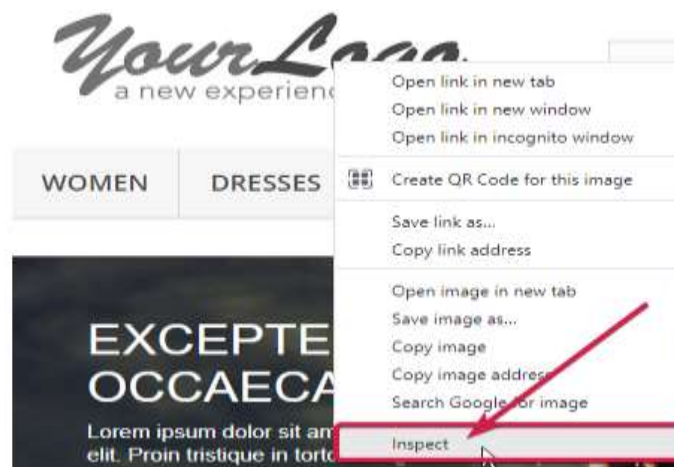 YourLogo
a new experienc
Open link in new tab
Open link in new window
Open link in incognito window
WOMEN
DRESSES
Create QR Code for this image
Save link as...
Copy link address
Open image in new tab
Save image as...
Copy image
Copy image address
Search Google for image
Inspect
EXCEPTE
OCCAECA
Lorem ipsum dolor sit am
elit. Proin tristique in torto